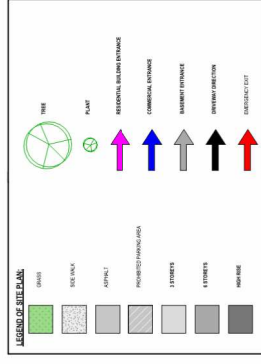 LEGEND OF SITE PLAN:
GRASS
SIDE WALK
ASPHALT
PROHIBITED PARKING AREA
3 STOREYS
6 STOREYS
HIGH RISE
TREE
PLANT
RESIDENTIAL BUILDING ENTRANCE
COMMERCIAL ENTRANCE
BASEMENT ENTRANCE
DRIVEWAY DIRECTION
EMERGENCY EXIT